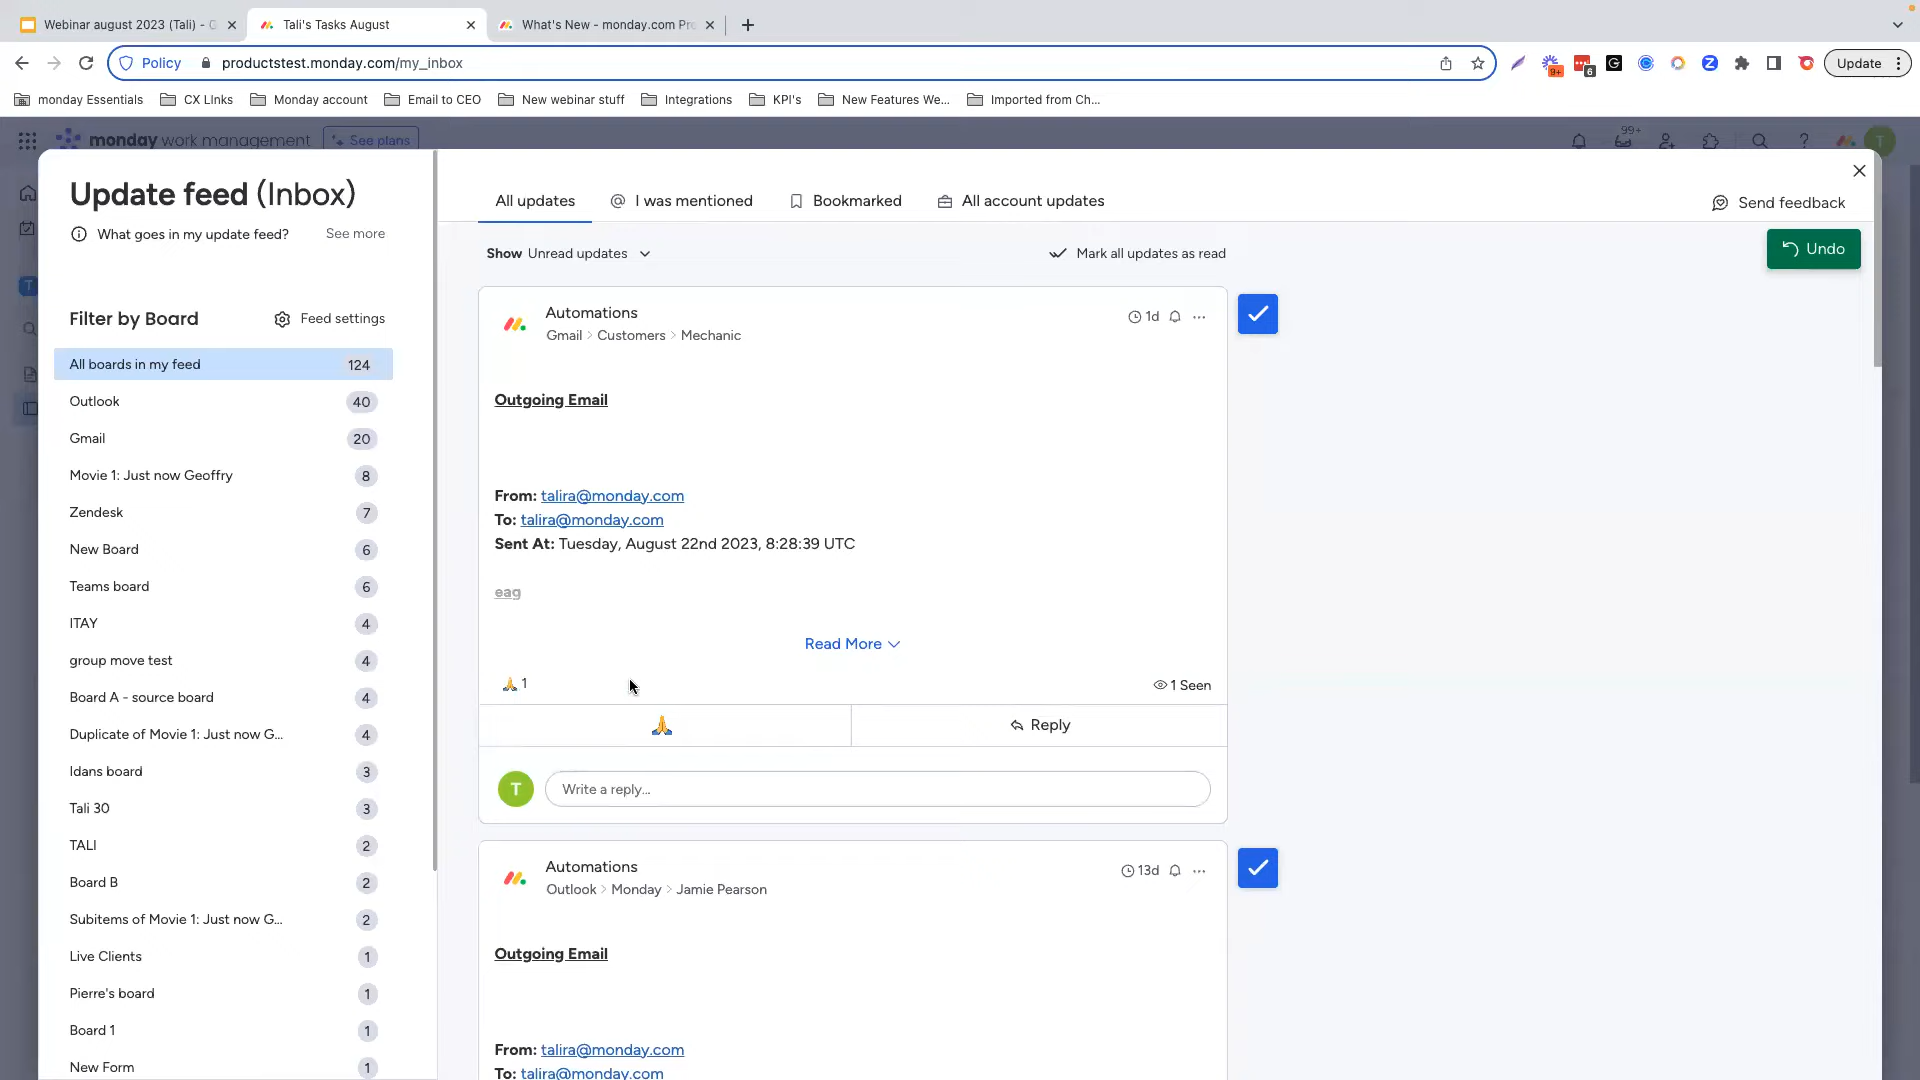 Webinar august 2023 (Tali) - G
Tali's Tasks August
What's New - monday.com Pro
Policy
productstest.monday.com/my_inbox
9+
6
Update
monday Essentials
CX LInks
Monday account
Email to CEO
New webinar stuff
Integrations
KPI's
New Features We...
Imported from Ch...
monday work management
See plans
99+
T
Update feed (Inbox)
What goes in my update feed?
See more
Filter by Board
Feed settings
All boards in my feed 124
Outlook 40
Gmail 20
Movie 1: Just now Geoffry 8
Zendesk 7
New Board 6
Teams board 6
ITAY 4
group move test 4
Board A - source board 4
Duplicate of Movie 1: Just now G... 4
Idans board 3
Tali 30 3
TALI 2
Board B 2
Subitems of Movie 1: Just now G... 2
Live Clients 1
Pierre's board 1
Board 1 1
New Form 1
All updates
I was mentioned
Bookmarked
All account updates
Send feedback
Show Unread updates
Mark all updates as read
Undo
Automations
Gmail > Customers > Mechanic
1d
Outgoing Email
From: talira@monday.com
To: talira@monday.com
Sent At: Tuesday, August 22nd 2023, 8:28:39 UTC
eag
Read More
🙏 1
1 Seen
🙏
Reply
T
Write a reply...
Automations
Outlook > Monday > Jamie Pearson
13d
Outgoing Email
From: talira@monday.com
To: talira@monday.com